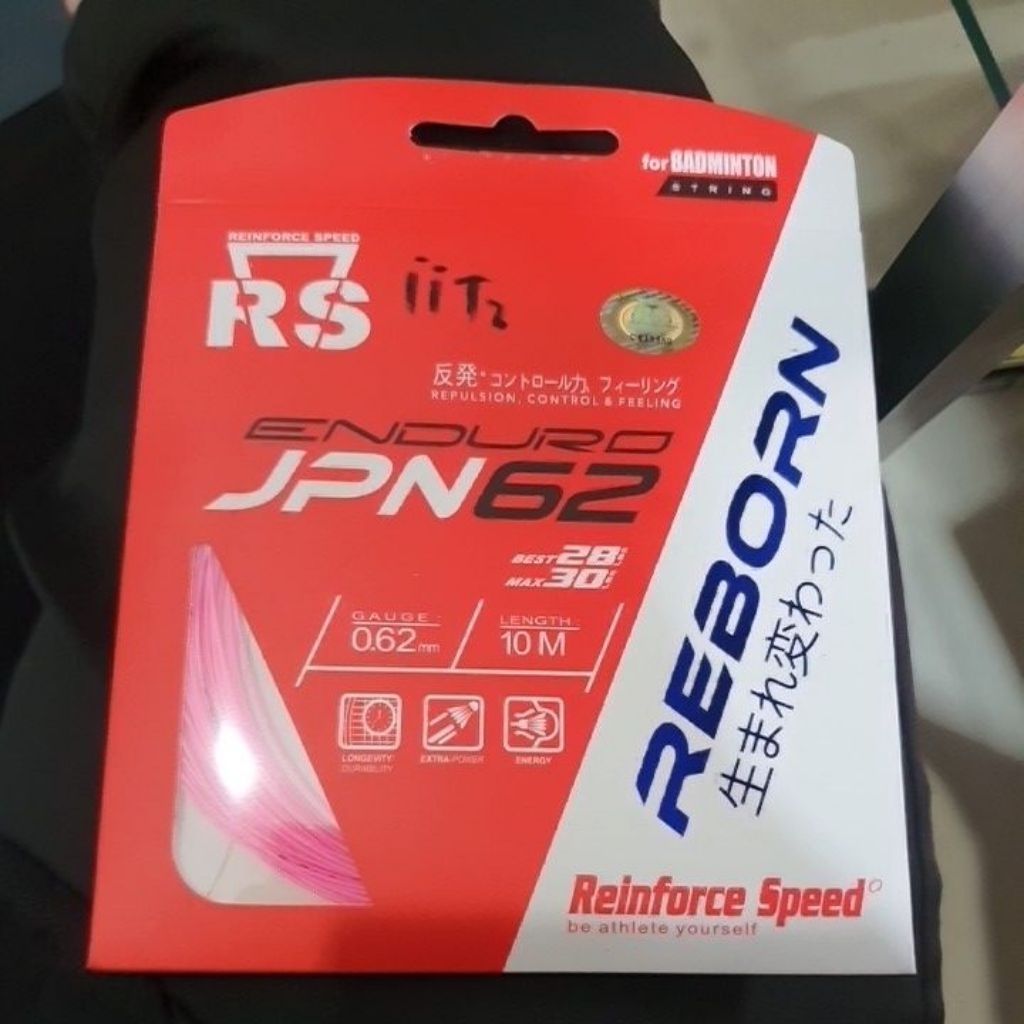 for BADMINTON
STRING
REINFORCE SPEED
RS
反発*コントロール力, フィーリング
REPULSION, CONTROL & FEELING
ENDURO
JPN62
BEST 28
MAX 30
GAUGE :
0.62mm
LENGTH :
10 M
LONGEVITY
DURABILITY
EXTRA-POWER
ENERGY
REBORN
生まれ変わった
Reinforce Speed
be athlete yourself